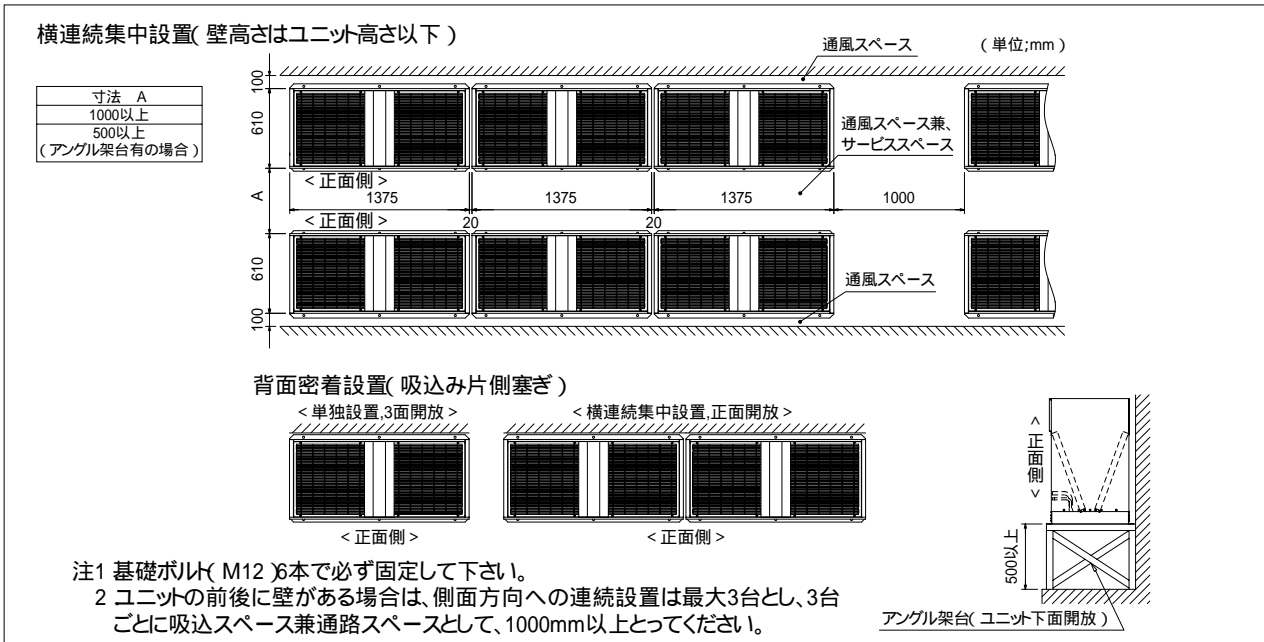 横連続集中設置(壁高さはユニット高さ以下)
通風スペース
(単位;mm)
寸法 A
1000以上
500以上
(アングル架台有の場合)
100
610
通風スペース兼、
サービススペース
<正面側>
A
1375
1375
1375
1000
<正面側>
20
20
610
通風スペース
100
背面密着設置(吸込み片側塞ぎ)
<単独設置,3面開放>
<横連続集中設置,正面開放>
<正面側>
<正面側>
<正面側>
500以上
アングル架台(ユニット下面開放)
注1 基礎ボルト(M12)6本で必ず固定して下さい。
2 ユニットの前後に壁がある場合は、側面方向への連続設置は最大3台とし、3台
ごとに吸込スペース兼通路スペースとして、1000mm以上とってください。